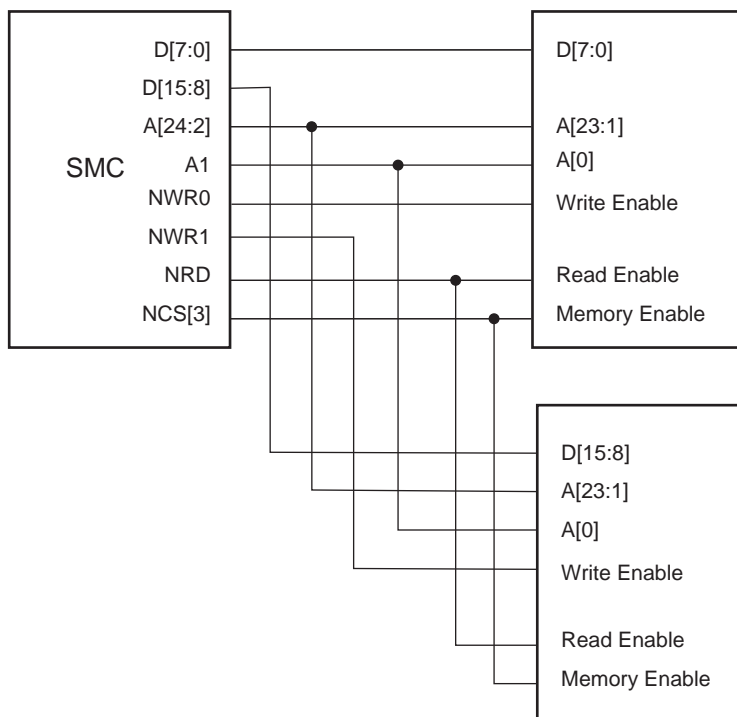 SMC
D[7:0]
D[15:8]
A[24:2]
A1
NWR0
NWR1
NRD
NCS[3]
D[7:0]
A[23:1]
A[0]
Write Enable
Read Enable
Memory Enable
D[15:8]
A[23:1]
A[0]
Write Enable
Read Enable
Memory Enable